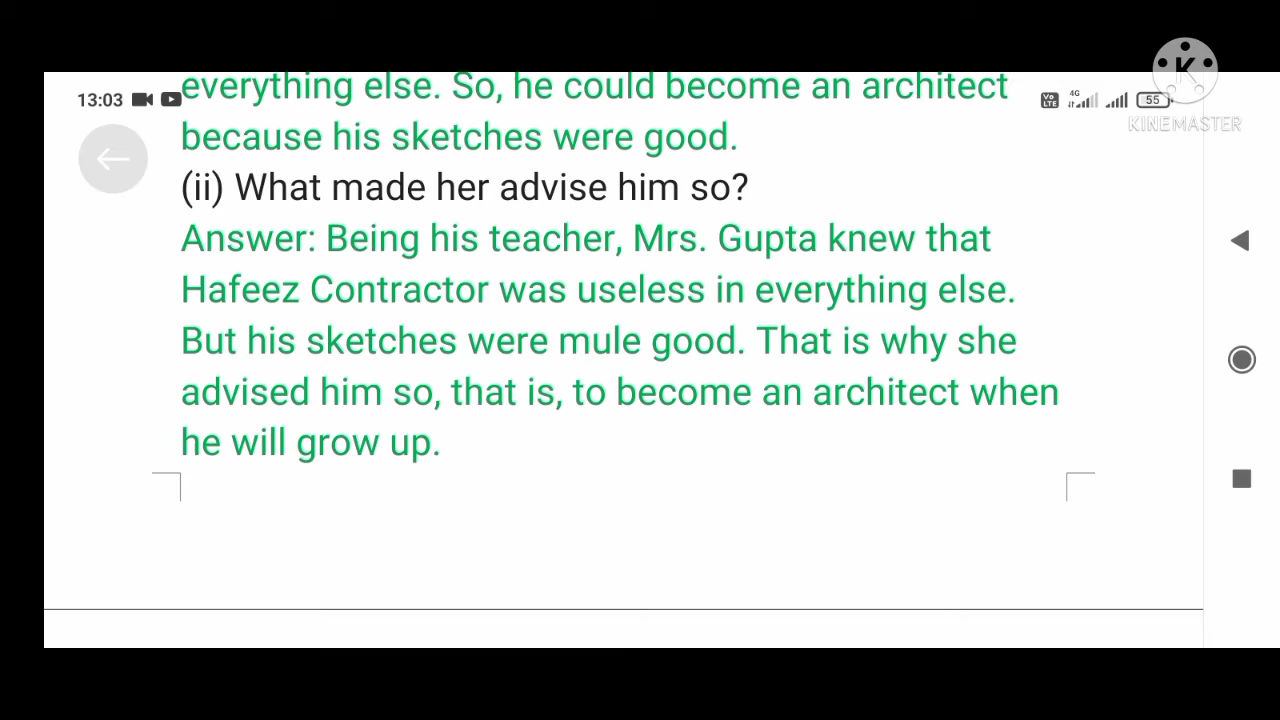 everything else. So, he could become an architect
13:03
Vo LTE 4G 55
K
because his sketches were good.
KINEMASTER
(ii) What made her advise him so?
Answer: Being his teacher, Mrs. Gupta knew that
Hafeez Contractor was useless in everything else.
But his sketches were mule good. That is why she
advised him so, that is, to become an architect when
he will grow up.